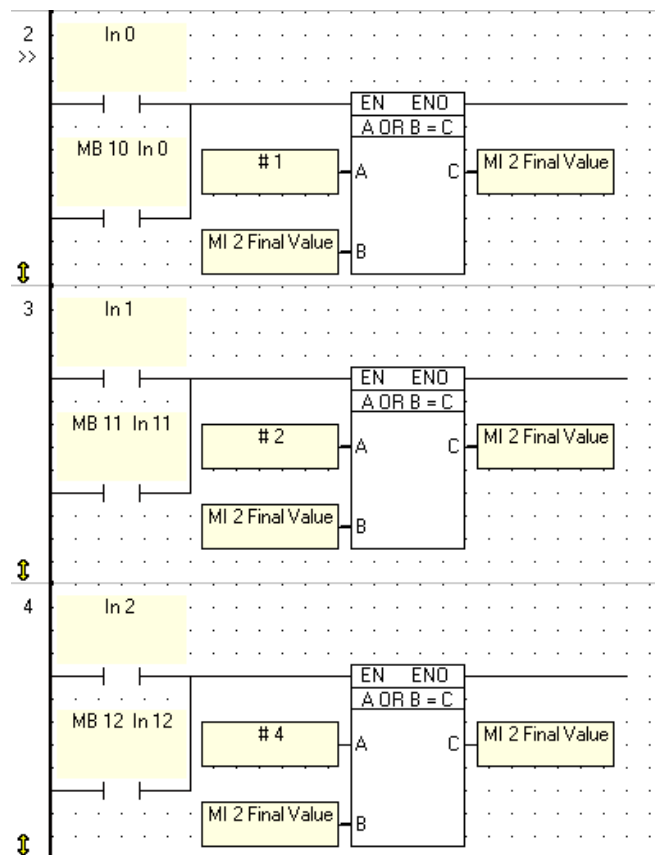 2
>>
In 0
EN ENO
A OR B = C
MB 10 In 0
# 1
A
C
MI 2 Final Value
MI 2 Final Value
B
3
In 1
EN ENO
A OR B = C
MB 11 In 11
# 2
A
C
MI 2 Final Value
MI 2 Final Value
B
4
In 2
EN ENO
A OR B = C
MB 12 In 12
# 4
A
C
MI 2 Final Value
MI 2 Final Value
B